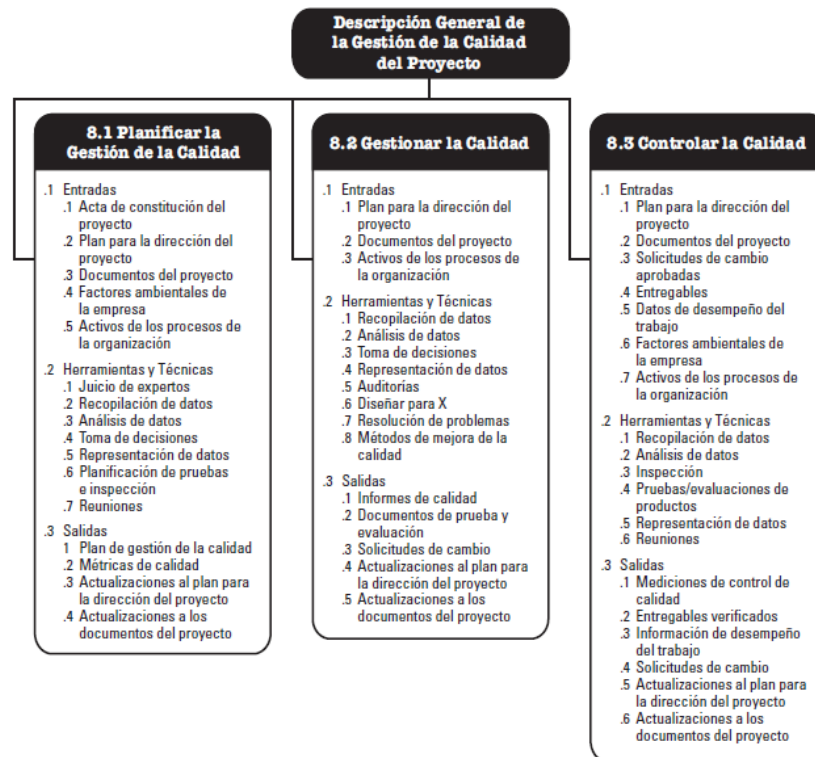 Descripción General de
la Gestión de la Calidad
del Proyecto
8.1 Planificar la
Gestión de la Calidad
.1 Entradas
.1 Acta de constitución del
proyecto
.2 Plan para la dirección del
proyecto
.3 Documentos del proyecto
.4 Factores ambientales de
la empresa
.5 Activos de los procesos de
la organización
.2 Herramientas y Técnicas
.1 Juicio de expertos
.2 Recopilación de datos
.3 Análisis de datos
.4 Toma de decisiones
.5 Representación de datos
.6 Planificación de pruebas
e inspección
.7 Reuniones
.3 Salidas
1 Plan de gestión de la calidad
.2 Métricas de calidad
.3 Actualizaciones al plan para
la dirección del proyecto
.4 Actualizaciones a los
documentos del proyecto
8.2 Gestionar la Calidad
.1 Entradas
.1 Plan para la dirección del
proyecto
.2 Documentos del proyecto
.3 Activos de los procesos de
la organización
.2 Herramientas y Técnicas
.1 Recopilación de datos
.2 Análisis de datos
.3 Toma de decisiones
.4 Representación de datos
.5 Auditorías
.6 Diseñar para X
.7 Resolución de problemas
.8 Métodos de mejora de la
calidad
.3 Salidas
.1 Informes de calidad
.2 Documentos de prueba y
evaluación
.3 Solicitudes de cambio
.4 Actualizaciones al plan para
la dirección del proyecto
.5 Actualizaciones a los
documentos del proyecto
8.3 Controlar la Calidad
.1 Entradas
.1 Plan para la dirección del
proyecto
.2 Documentos del proyecto
.3 Solicitudes de cambio
aprobadas
.4 Entregables
.5 Datos de desempeño del
trabajo
.6 Factores ambientales de
la empresa
.7 Activos de los procesos de
la organización
.2 Herramientas y Técnicas
.1 Recopilación de datos
.2 Análisis de datos
.3 Inspección
.4 Pruebas/evaluaciones de
productos
.5 Representación de datos
.6 Reuniones
.3 Salidas
.1 Mediciones de control de
calidad
.2 Entregables verificados
.3 Información de desempeño
del trabajo
.4 Solicitudes de cambio
.5 Actualizaciones al plan para
la dirección del proyecto
.6 Actualizaciones a los
documentos del proyecto